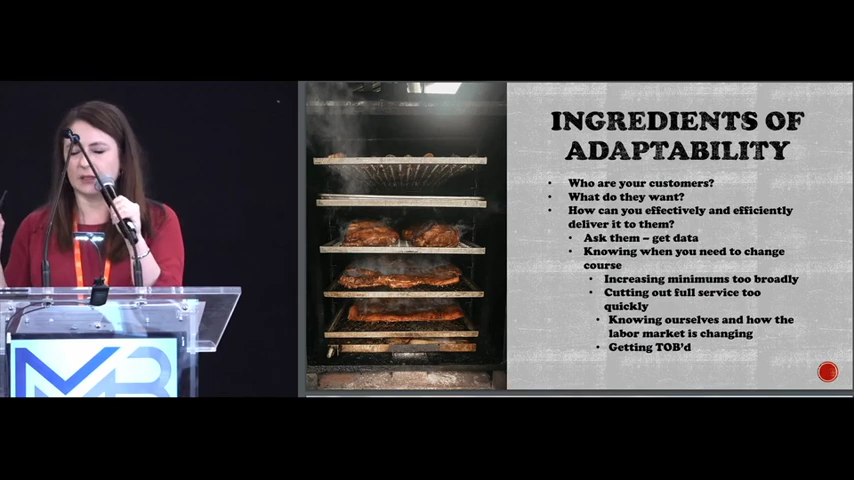 INGREDIENTS OF
ADAPTABILITY
• Who are your customers?
• What do they want?
• How can you effectively and efficiently
deliver it to them?
• Ask them – get data
• Knowing when you need to change
course
• Increasing minimums too broadly
• Cutting out full service too
quickly
• Knowing ourselves and how the
labor market is changing
• Getting TOB'd
MB